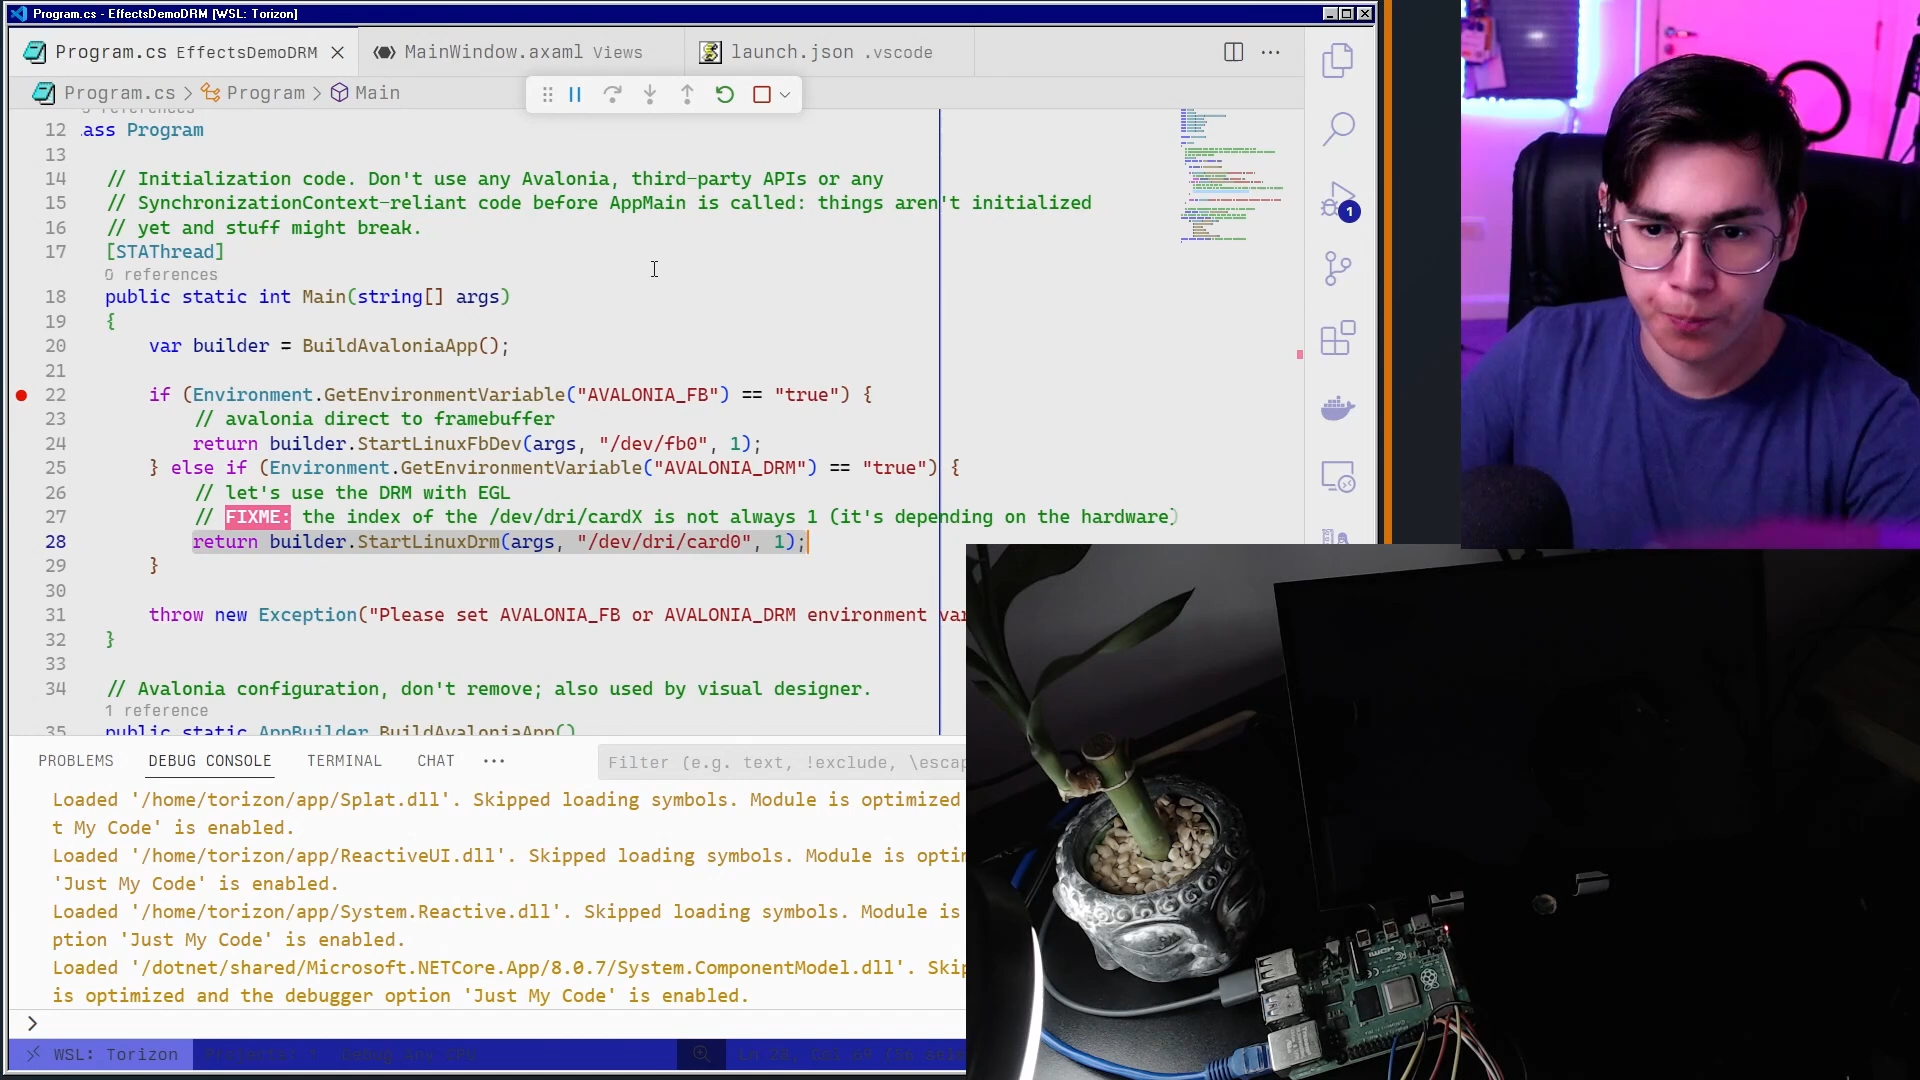 Program.cs - EffectsDemoDRM [WSL: Torizon]
Program.cs EffectsDemoDRM
MainWindow.axaml Views
launch.json .vscode
Program.cs > Program > Main
12 ass Program
13
14 // Initialization code. Don't use any Avalonia, third-party APIs or any
15 // SynchronizationContext-reliant code before AppMain is called: things aren't initialized
16 // yet and stuff might break.
17 [STAThread]
0 references
18 public static int Main(string[] args)
19 {
20 var builder = BuildAvaloniaApp();
21
22 if (Environment.GetEnvironmentVariable("AVALONIA_FB") == "true") {
23 // avalonia direct to framebuffer
24 return builder.StartLinuxFbDev(args, "/dev/fb0", 1);
25 } else if (Environment.GetEnvironmentVariable("AVALONIA_DRM") == "true") {
26 // let's use the DRM with EGL
27 // FIXME: the index of the /dev/dri/cardX is not always 1 (it's depending on the hardware)
28 return builder.StartLinuxDrm(args, "/dev/dri/card0", 1);
29 }
30
31 throw new Exception("Please set AVALONIA_FB or AVALONIA_DRM environment va
32 }
33
34 // Avalonia configuration, don't remove; also used by visual designer.
1 reference
35 public static AppBuilder BuildAvaloniaApp()
1
PROBLEMS DEBUG CONSOLE TERMINAL CHAT ...
Filter (e.g. text, !exclude, \escap
Loaded '/home/torizon/app/Splat.dll'. Skipped loading symbols. Module is optimized
t My Code' is enabled.
Loaded '/home/torizon/app/ReactiveUI.dll'. Skipped loading symbols. Module is opti
'Just My Code' is enabled.
Loaded '/home/torizon/app/System.Reactive.dll'. Skipped loading symbols. Module is
ption 'Just My Code' is enabled.
Loaded '/dotnet/shared/Microsoft.NETCore.App/8.0.7/System.ComponentModel.dll'. Ski
is optimized and the debugger option 'Just My Code' is enabled.
>
WSL: Torizon